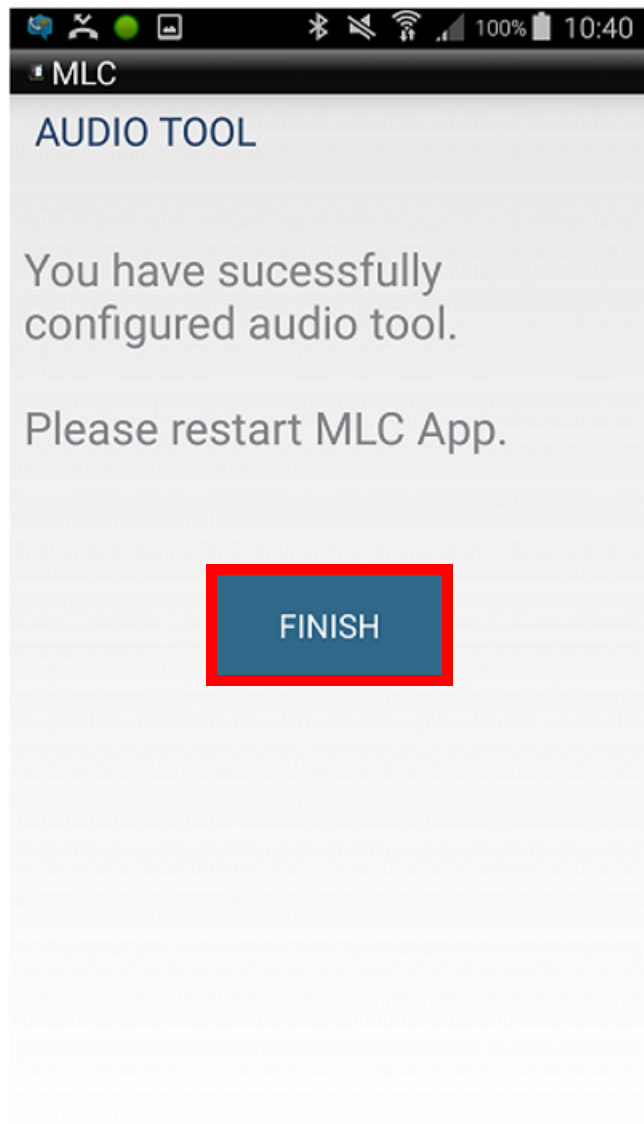 100% 10:40
MLC
AUDIO TOOL
You have sucessfully
configured audio tool.
Please restart MLC App.
FINISH